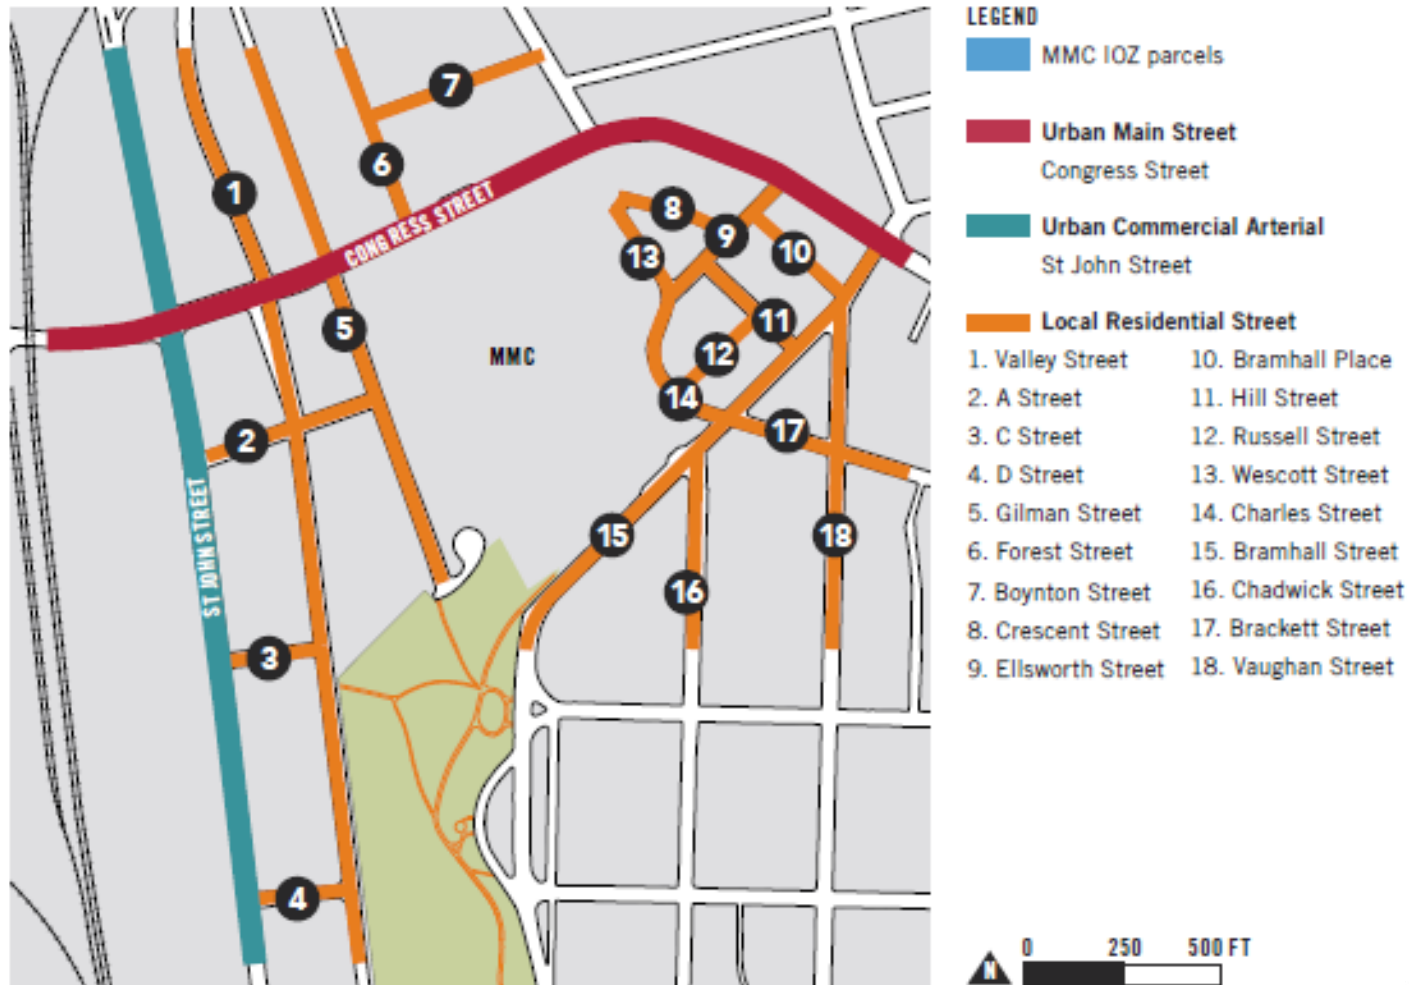 LEGEND
MMC IOZ parcels
Urban Main Street
Congress Street
Urban Commercial Arterial
St John Street
Local Residential Street
1. Valley Street
2. A Street
3. C Street
4. D Street
5. Gilman Street
6. Forest Street
7. Boynton Street
8. Crescent Street
9. Ellsworth Street
10. Bramhall Place
11. Hill Street
12. Russell Street
13. Wescott Street
14. Charles Street
15. Bramhall Street
16. Chadwick Street
17. Brackett Street
18. Vaughan Street
7
6
1
CONGRESS STREET
8
9
10
13
5
11
MMC
12
14
17
2
ST JOHN STREET
15
18
16
3
4
N
0 250 500 FT